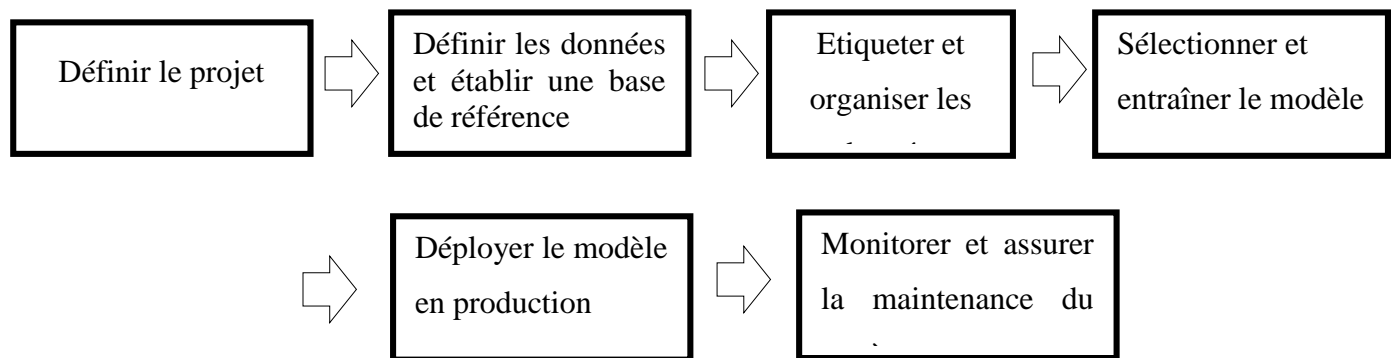 Définir le projet
Définir les données
et établir une base
de référence
Etiqueter et
organiser les
Sélectionner et
entraîner le modèle
Déployer le modèle
en production
Monitorer et assurer
la maintenance du